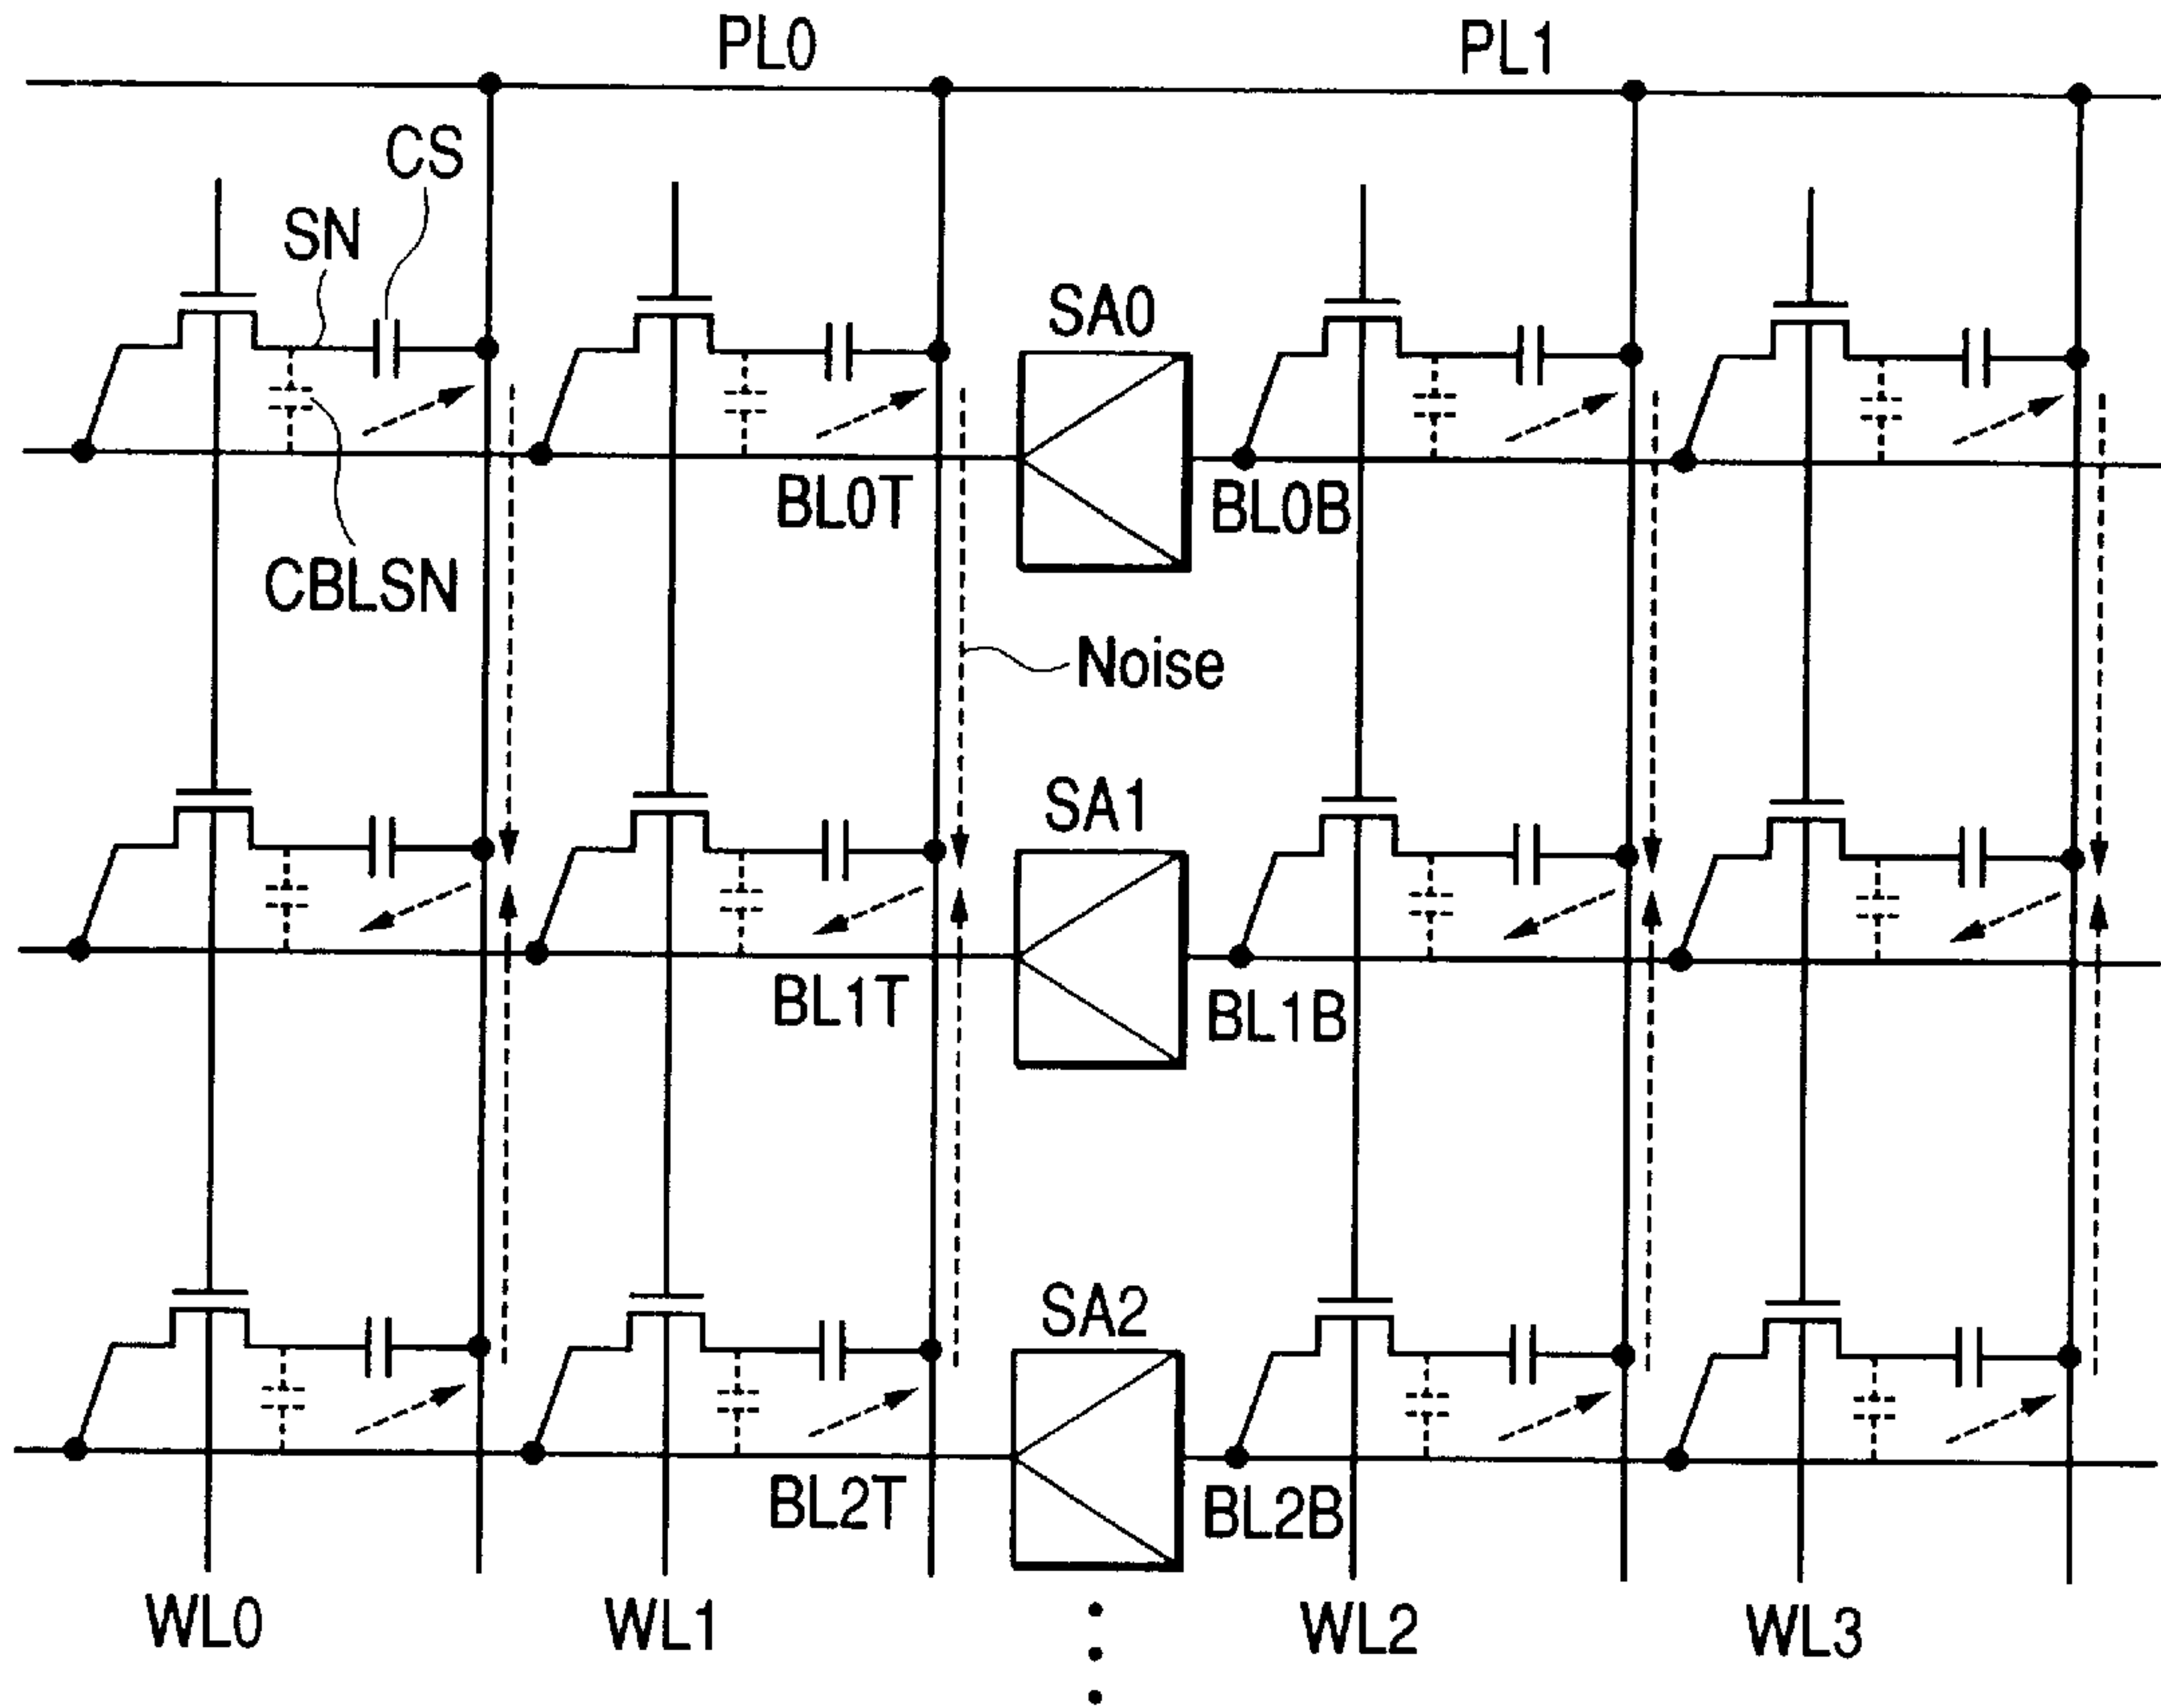 PL0
PL1
CS
SN
SA0
BL0T
BL0B
CBLSN
Noise
SA1
BL1T
BL1B
SA2
BL2T
BL2B
WL0
WL1
WL2
WL3